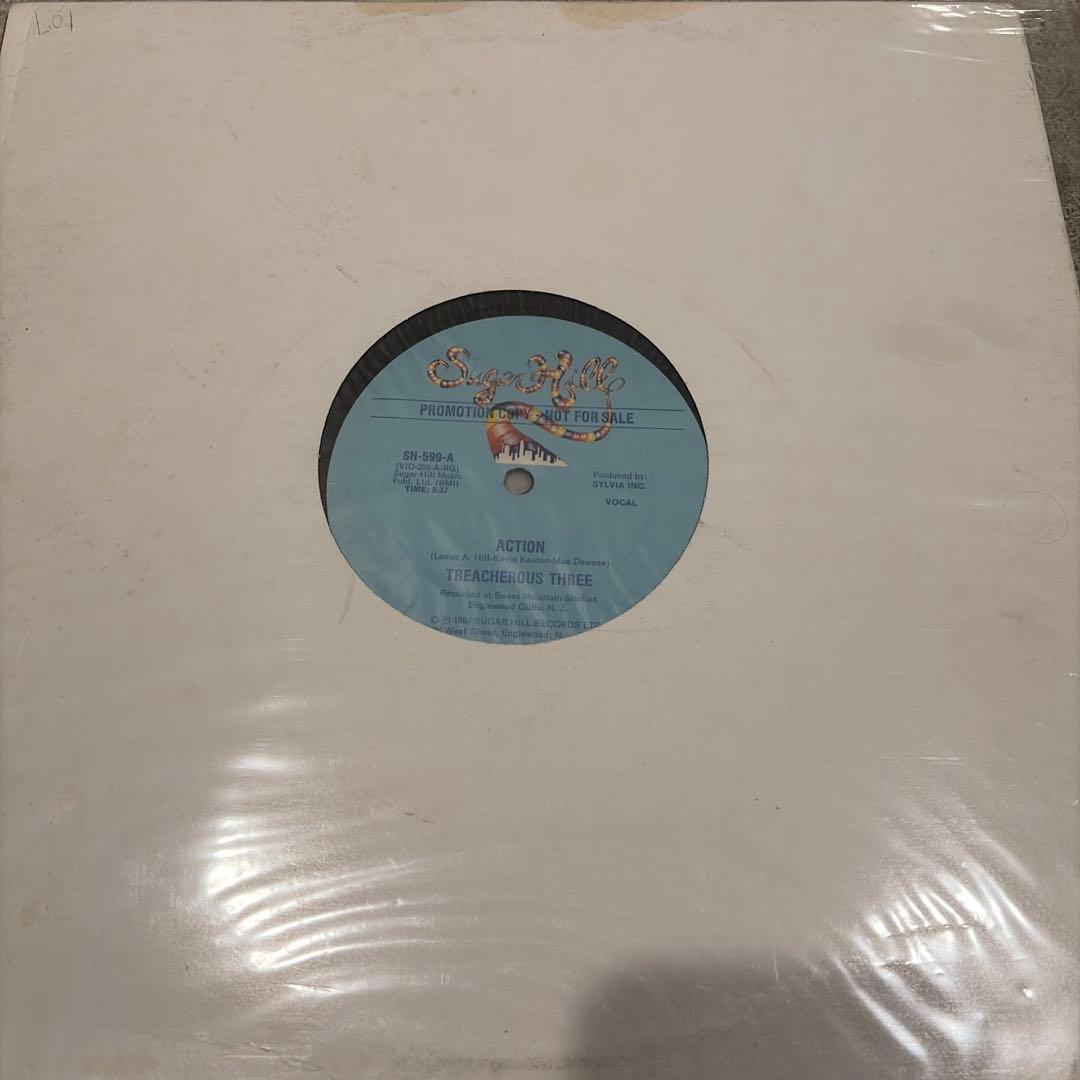 L.O1
Sugar Hill
PROMOTION COPY - NOT FOR SALE
SH-599-A
(VID-250-A-RG)
Sugar Hill Music
Publ. Ltd. (BMI)
TIME: 5:37
Produced by:
SYLVIA INC.
VOCAL
ACTION
(Lamar A. Hill-Kevin Keaton-Moe Dewese)
TREACHEROUS THREE
Recorded at Sweet Mountain Studios
Englewood Cliffs, N. J.
© ℗ 1983 SUGAR HILL RECORDS LTD
West Street, Englewood, N.